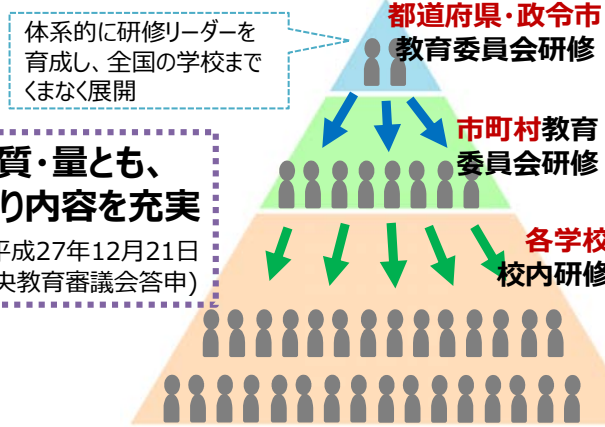 体系的に研修リーダーを
育成し、全国の学校まで
くまなく展開
都道府県・政令市
教育委員会研修
市町村教育
委員会研修
質・量とも、
り内容を充実
平成27年12月21日
央教育審議会答申)
各学校
校内研修